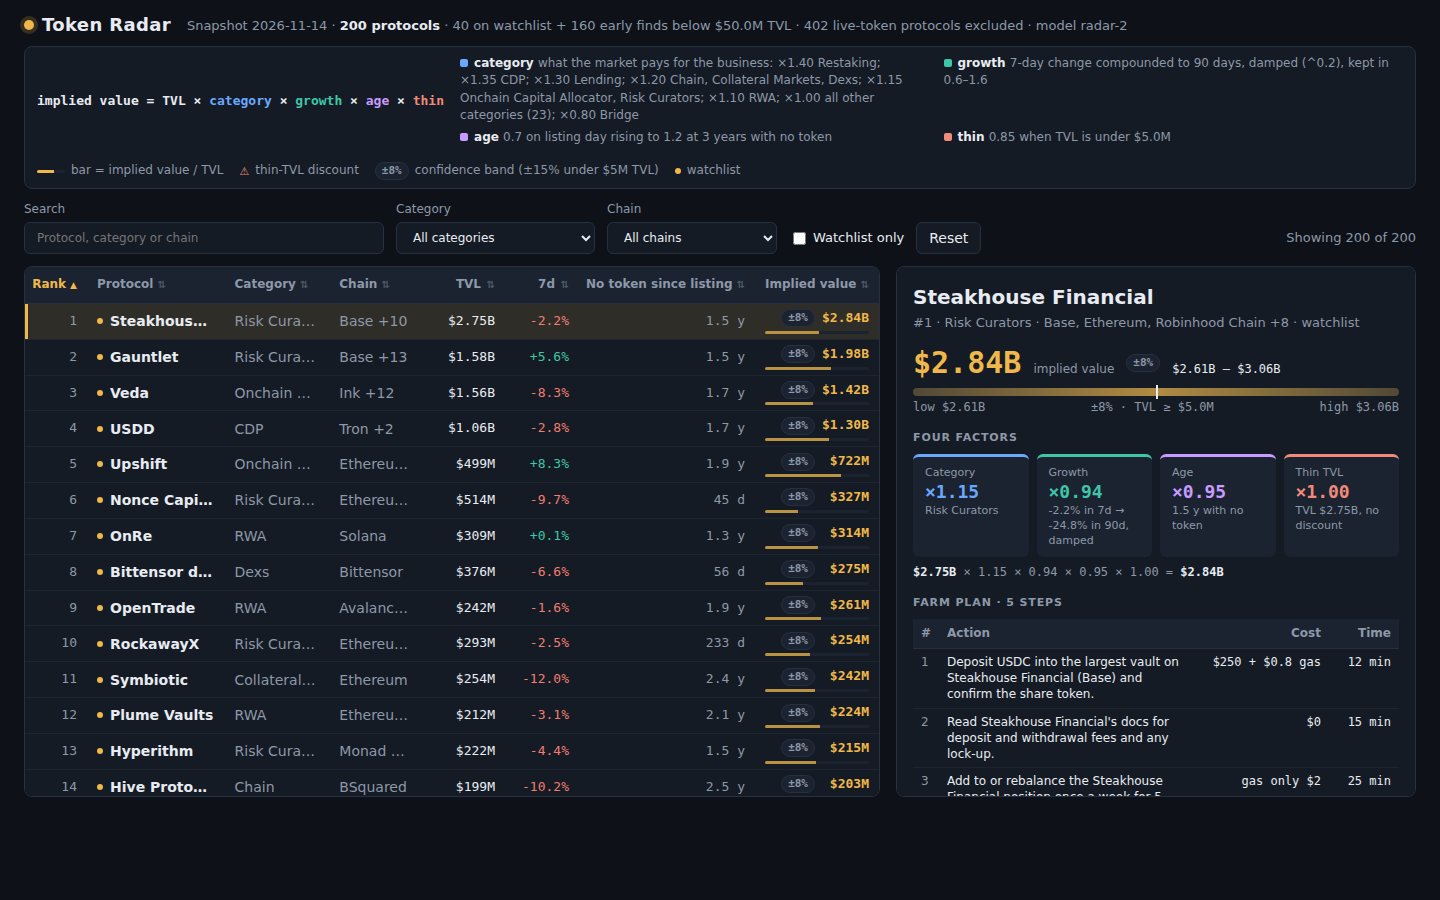 Token Radar Snapshot 2026-11-14 · 200 protocols · 40 on watchlist + 160 early finds below $50.0M TVL · 402 live-token protocols excluded · model radar-2
implied value = TVL × category × growth × age × thin
category what the market pays for the business: ×1.40 Restaking;
×1.35 CDP; ×1.30 Lending; ×1.20 Chain, Collateral Markets, Dexs; ×1.15
Onchain Capital Allocator, Risk Curators; ×1.10 RWA; ×1.00 all other
categories (23); ×0.80 Bridge
growth 7-day change compounded to 90 days, damped (^0.2), kept in
0.6–1.6
age 0.7 on listing day rising to 1.2 at 3 years with no token
thin 0.85 when TVL is under $5.0M
bar = implied value / TVL ⚠ thin-TVL discount ±8% confidence band (±15% under $5M TVL) watchlist
Search Category Chain
Protocol, category or chain All categories All chains Watchlist only Reset Showing 200 of 200
Rank ▲ Protocol ⇅ Category ⇅ Chain ⇅ TVL ⇅ 7d ⇅ No token since listing ⇅ Implied value ⇅
1 Steakhous… Risk Cura… Base +10 $2.75B -2.2% 1.5 y ±8% $2.84B
2 Gauntlet Risk Cura… Base +13 $1.58B +5.6% 1.5 y ±8% $1.98B
3 Veda Onchain … Ink +12 $1.56B -8.3% 1.7 y ±8% $1.42B
4 USDD CDP Tron +2 $1.06B -2.8% 1.7 y ±8% $1.30B
5 Upshift Onchain … Ethereu… $499M +8.3% 1.9 y ±8% $722M
6 Nonce Capi… Risk Cura… Ethereu… $514M -9.7% 45 d ±8% $327M
7 OnRe RWA Solana $309M +0.1% 1.3 y ±8% $314M
8 Bittensor d… Dexs Bittensor $376M -6.6% 56 d ±8% $275M
9 OpenTrade RWA Avalanc… $242M -1.6% 1.9 y ±8% $261M
10 RockawayX Risk Cura… Ethereu… $293M -2.5% 233 d ±8% $254M
11 Symbiotic Collateral… Ethereum $254M -12.0% 2.4 y ±8% $242M
12 Plume Vaults RWA Ethereu… $212M -3.1% 2.1 y ±8% $224M
13 Hyperithm Risk Cura… Monad … $222M -4.4% 1.5 y ±8% $215M
14 Hive Proto… Chain BSquared $199M -10.2% 2.5 y ±8% $203M
Steakhouse Financial
#1 · Risk Curators · Base, Ethereum, Robinhood Chain +8 · watchlist
$2.84B implied value ±8% $2.61B – $3.06B
low $2.61B ±8% · TVL ≥ $5.0M high $3.06B
FOUR FACTORS
Category Growth Age Thin TVL
×1.15 ×0.94 ×0.95 ×1.00
Risk Curators -2.2% in 7d → 1.5 y with no TVL $2.75B, no
-24.8% in 90d, token discount
damped
$2.75B × 1.15 × 0.94 × 0.95 × 1.00 = $2.84B
FARM PLAN · 5 STEPS
# Action Cost Time
1 Deposit USDC into the largest vault on $250 + $0.8 gas 12 min
Steakhouse Financial (Base) and
confirm the share token.
2 Read Steakhouse Financial's docs for $0 15 min
deposit and withdrawal fees and any
lock-up.
3 Add to or rebalance the Steakhouse gas only $2 25 min
Financial position once a week for 5